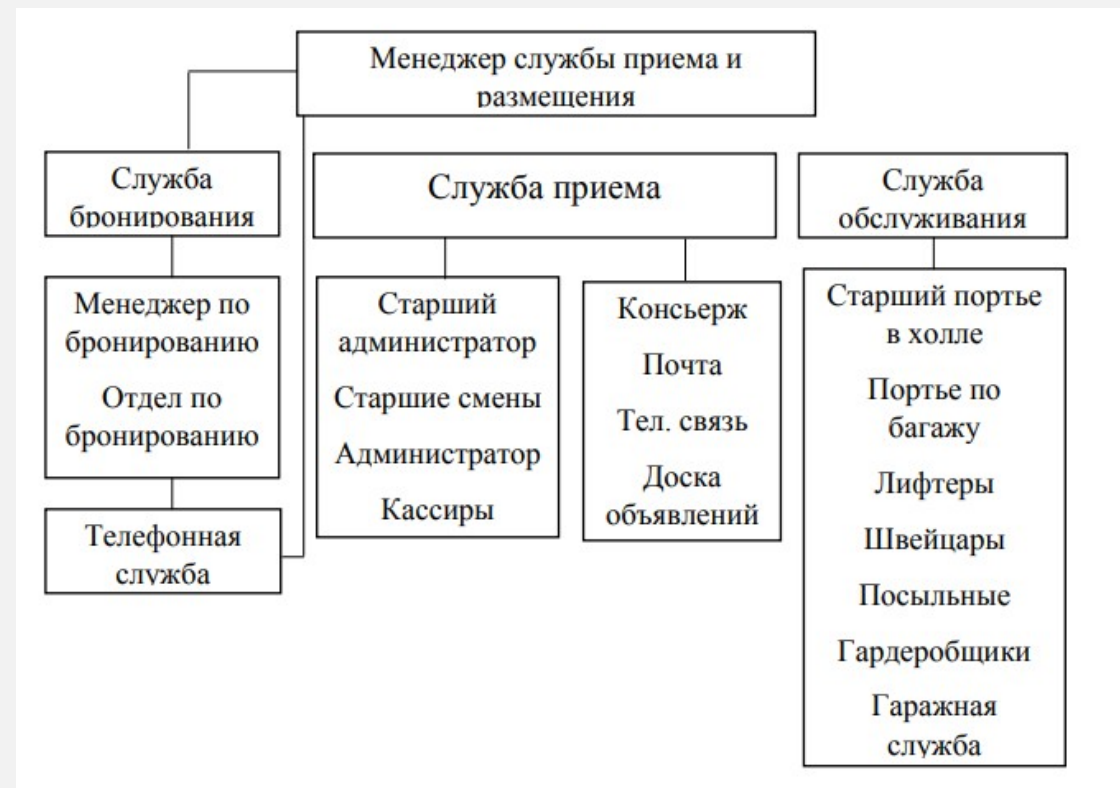 Менеджер службы приема и
размещения
Служба
бронирования
Служба приема
Служба
обслуживания
Менеджер по
бронированию
Отдел по
бронированию
Телефонная
служба
Старший
администратор
Старшие смены
Администратор
Кассиры
Консьерж
Почта
Тел. связь
Доска
объявлений
Старший портье
в холле
Портье по
багажу
Лифтеры
Швейцары
Посыльные
Гардеробщики
Гаражная
служба